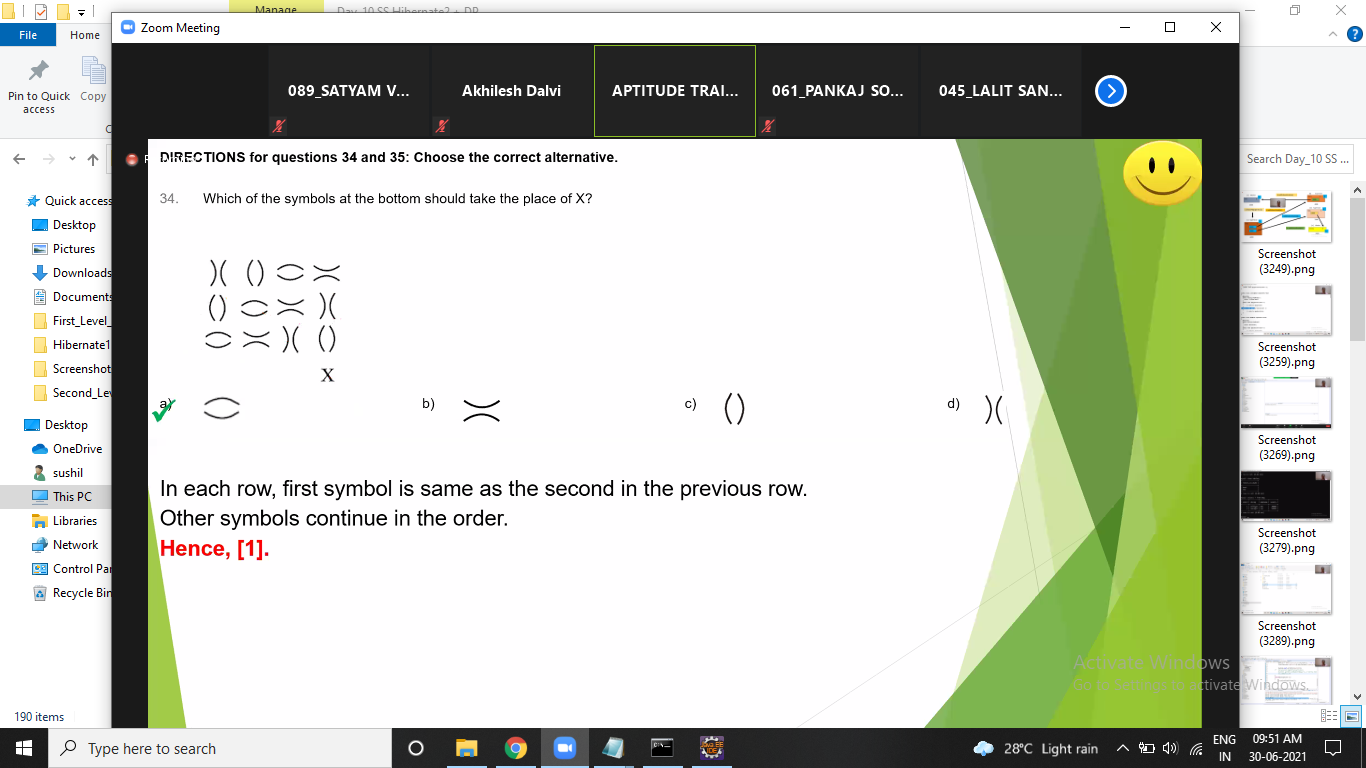 Manage
Day_10 SS Hibernate2 + DP
File
Home
Zoom Meeting
Pin to Quick access
Copy
089_SATYAM V...
Akhilesh Dalvi
APTITUDE TRAI...
061_PANKAJ SO...
045_LALIT SAN...
Search Day_10 SS ...
DIRECTIONS for questions 34 and 35: Choose the correct alternative.
34. Which of the symbols at the bottom should take the place of X?
X
a)
b)
c)
d)
In each row, first symbol is same as the second in the previous row.
Other symbols continue in the order.
Hence, [1].
Quick access
Desktop
Pictures
Downloads
Documents
First_Level_
Hibernate1
Screenshot
Second_Lev
Desktop
OneDrive
sushil
This PC
Libraries
Network
Control Pan
Recycle Bin
Screenshot
(3249).png
Screenshot
(3259).png
Screenshot
(3269).png
Screenshot
(3279).png
Screenshot
(3289).png
Activate Windows
Go to Settings to activate Windows.
190 items
Type here to search
28°C Light rain
ENG
IN
09:51 AM
30-06-2021